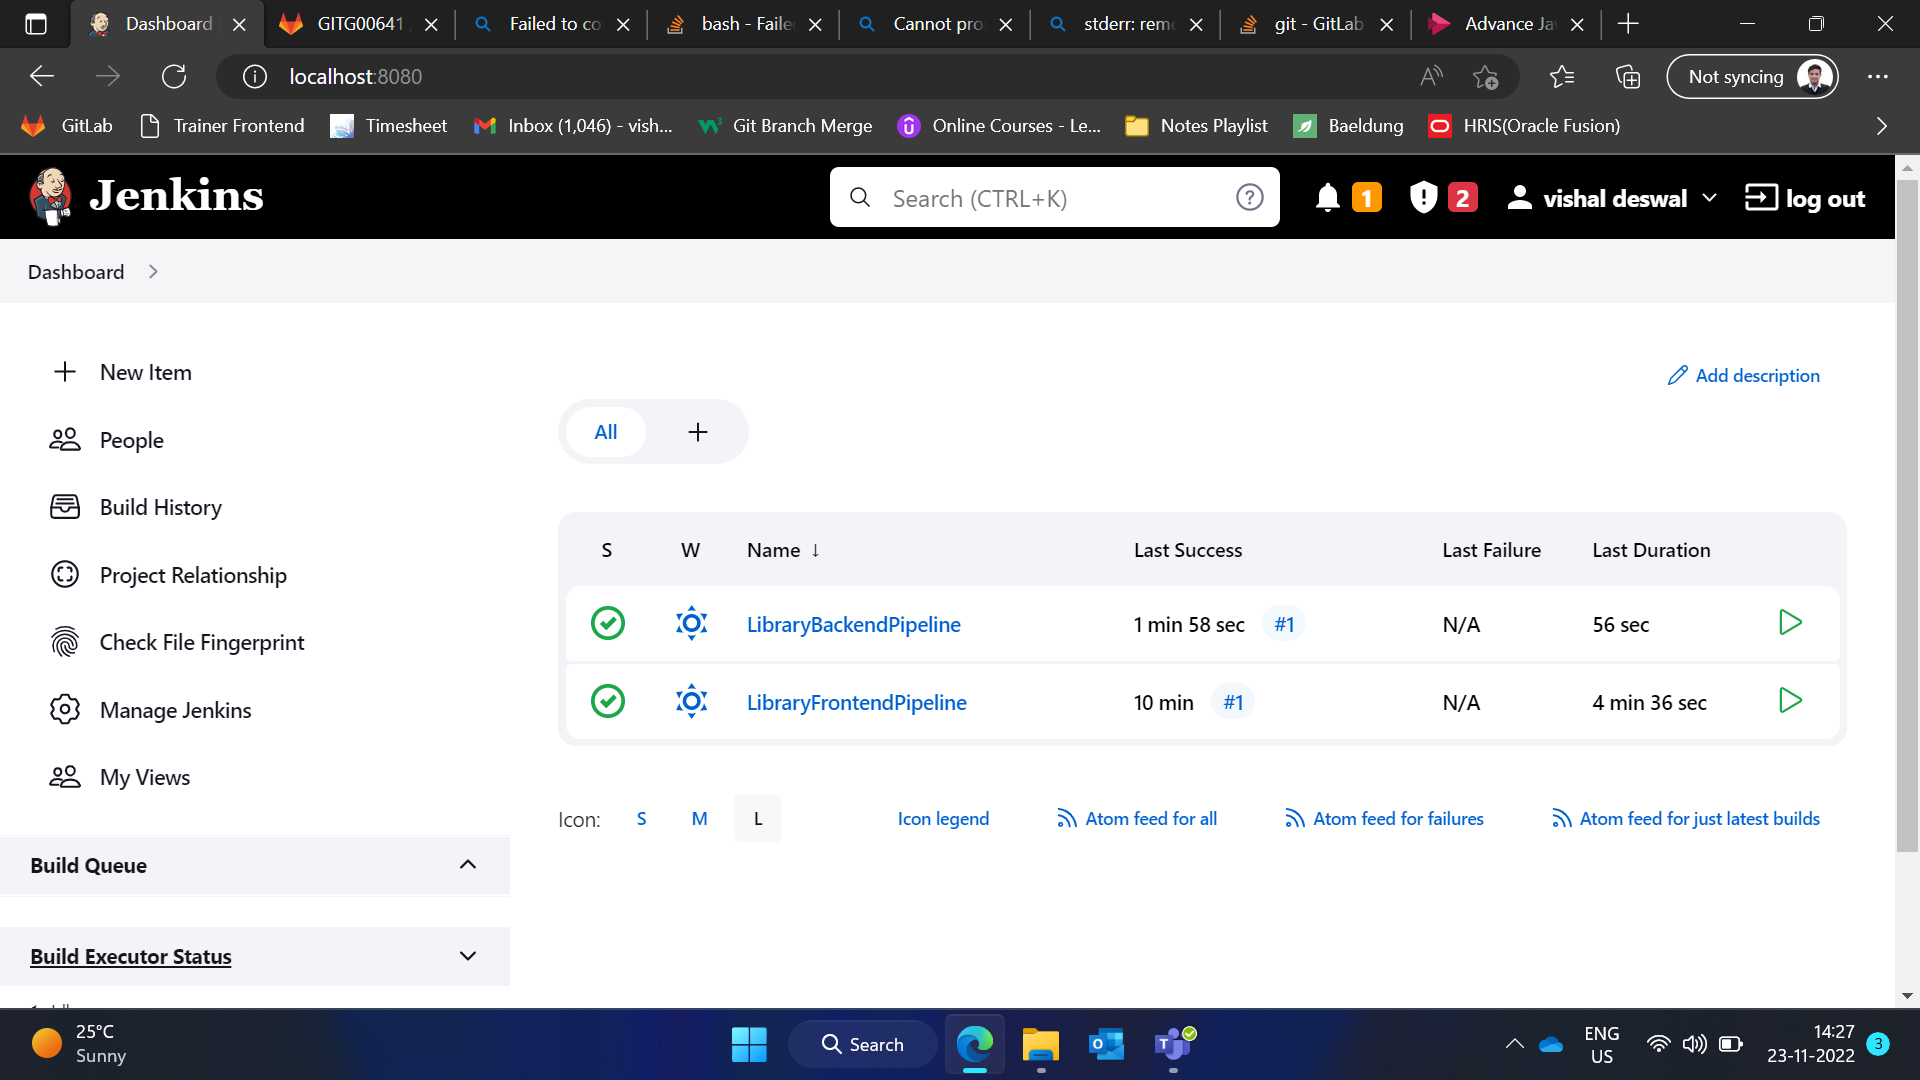 Dashboard
GITG00641
Failed to co
bash - Faile
Cannot pro
stderr: rem
git - GitLab
Advance Ja
localhost:8080
Not syncing
GitLab
Trainer Frontend
Timesheet
Inbox (1,046) - vish...
Git Branch Merge
Online Courses - Le...
Notes Playlist
Baeldung
HRIS(Oracle Fusion)
Jenkins
Search (CTRL+K)
1
2
vishal deswal
log out
Dashboard
New Item
People
Build History
Project Relationship
Check File Fingerprint
Manage Jenkins
My Views
Build Queue
Build Executor Status
Add description
All
S W Name ↓ Last Success Last Failure Last Duration
LibraryBackendPipeline 1 min 58 sec #1 N/A 56 sec
LibraryFrontendPipeline 10 min #1 N/A 4 min 36 sec
Icon: S M L
Icon legend
Atom feed for all
Atom feed for failures
Atom feed for just latest builds
25°C
Sunny
Search
ENG
US
14:27
23-11-2022
3